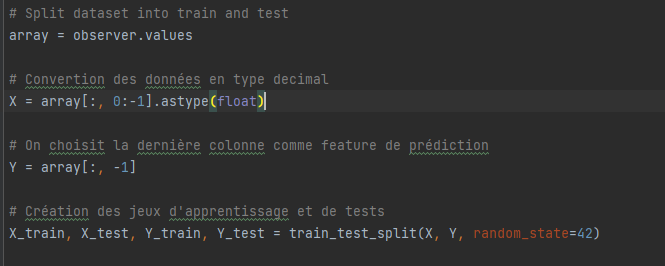 # Split dataset into train and test
array = observer.values
# Convertion des données en type decimal
X = array[:, 0:-1].astype(float)
# On choisit la dernière colonne comme feature de prédiction
Y = array[:, -1]
# Création des jeux d'apprentissage et de tests
X_train, X_test, Y_train, Y_test = train_test_split(X, Y, random_state=42)